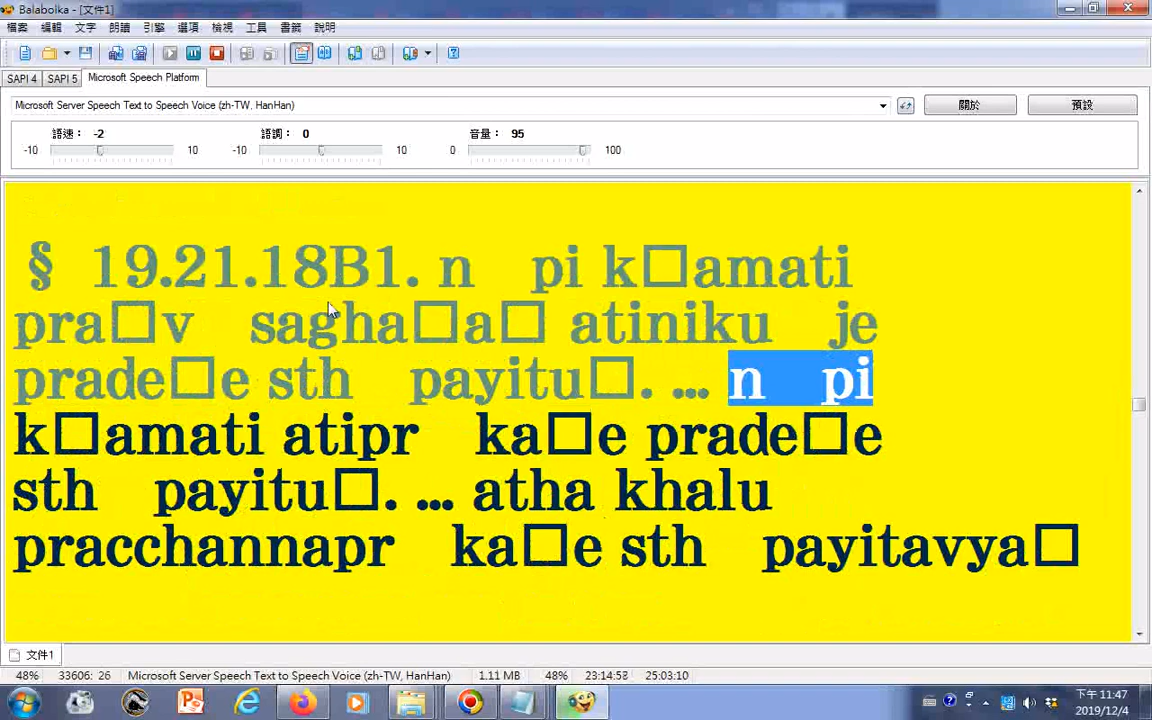 Balabolka - [文件1]
檔案 編輯 文字 朗讀 引擎 選項 檢視 工具 書籤 說明
SAPI 4 SAPI 5 Microsoft Speech Platform
Microsoft Server Speech Text to Speech Voice (zh-TW, HanHan) 關於 預設
語速： -2 語調： 0 音量： 95
-10 10 -10 10 0 100
§ 19.21.18B1. n　pi k□amati
pra□v　sagha□a□ atiniku　je
prade□e sth　payitu□. ... n　pi
k□amati atipr　ka□e prade□e
sth　payitu□. ... atha khalu
pracchannapr　ka□e sth　payitavya□
文件1
48% 33606: 26 Microsoft Server Speech Text to Speech Voice (zh-TW, HanHan) 1.11 MB 48% 23:14:53 25:03:10
下午 11:47
2019/12/4